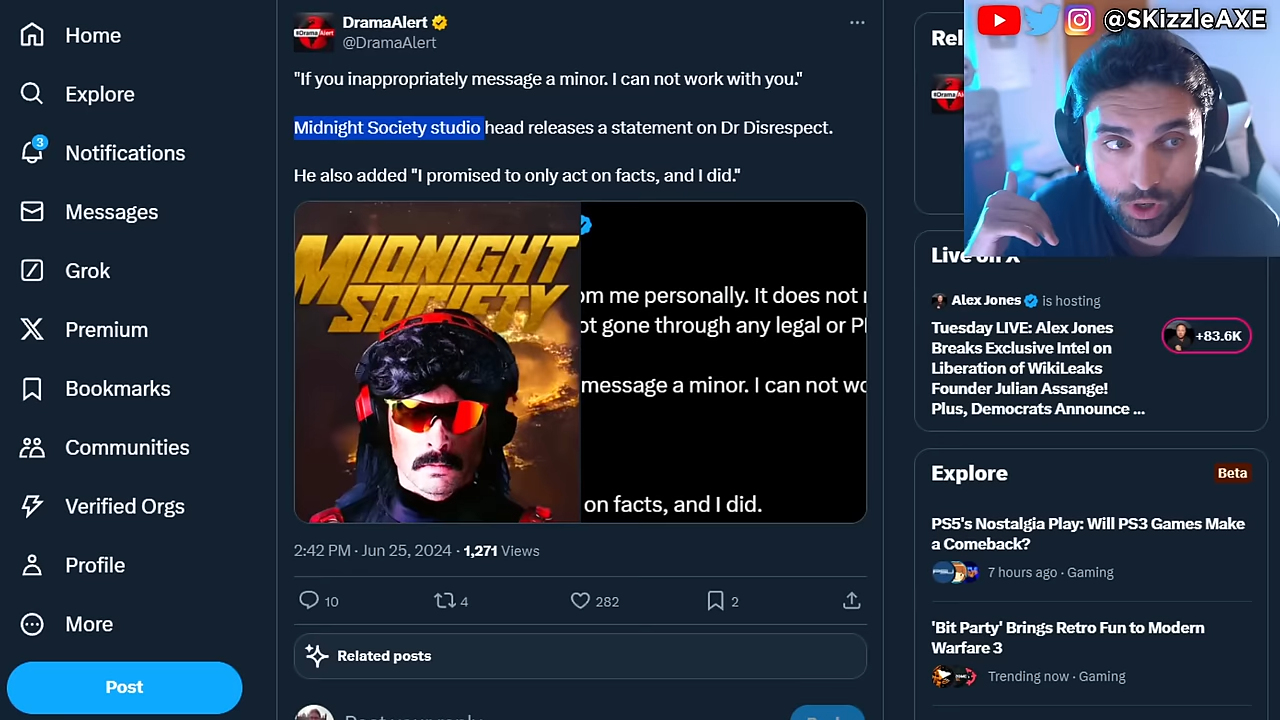 Home
Explore
3
Notifications
Messages
Grok
Premium
Bookmarks
Communities
Verified Orgs
Profile
More
Post
#DramaAlert
DramaAlert
@DramaAlert
"If you inappropriately message a minor. I can not work with you."
Midnight Society studio head releases a statement on Dr Disrespect.
He also added "I promised to only act on facts, and I did."
MIDNIGHT
SOCIETY
om me personally. It does not
ot gone through any legal or
message a minor. I can not
on facts, and I did.
2:42 PM · Jun 25, 2024 · 1,271 Views
10
4
282
2
Related posts
Post your reply
@SKizzleAXE
Rel
Live on X
Alex Jones is hosting
Tuesday LIVE: Alex Jones
Breaks Exclusive Intel on
Liberation of WikiLeaks
Founder Julian Assange!
Plus, Democrats Announce ...
+83.6K
Explore
Beta
PS5's Nostalgia Play: Will PS3 Games Make
a Comeback?
7 hours ago · Gaming
'Bit Party' Brings Retro Fun to Modern
Warfare 3
Trending now · Gaming